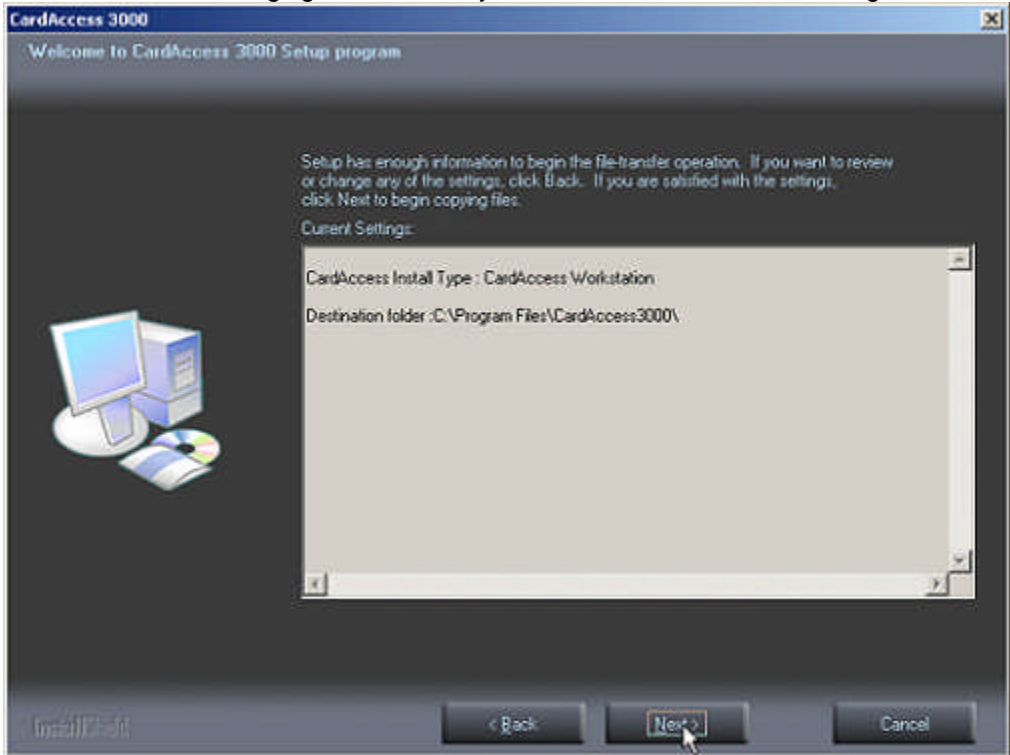 CardAccess 3000
Welcome to CardAccess 3000 Setup program
Setup has enough information to begin the file-transfer operation. If you want to review
or change any of the settings, click Back. If you are satisfied with the settings,
click Next to begin copying files.
Current Settings:
CardAccess Install Type : CardAccess Workstation
Destination folder :C:\Program Files\CardAccess3000\
InstallShield
< Back
Next >
Cancel